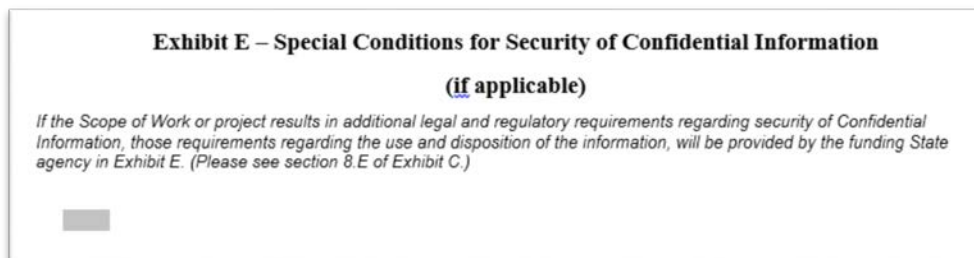 Exhibit E – Special Conditions for Security of Confidential Information
(if applicable)
If the Scope of Work or project results in additional legal and regulatory requirements regarding security of Confidential
Information, those requirements regarding the use and disposition of the information, will be provided by the funding State
agency in Exhibit E. (Please see section 8.E of Exhibit C.)